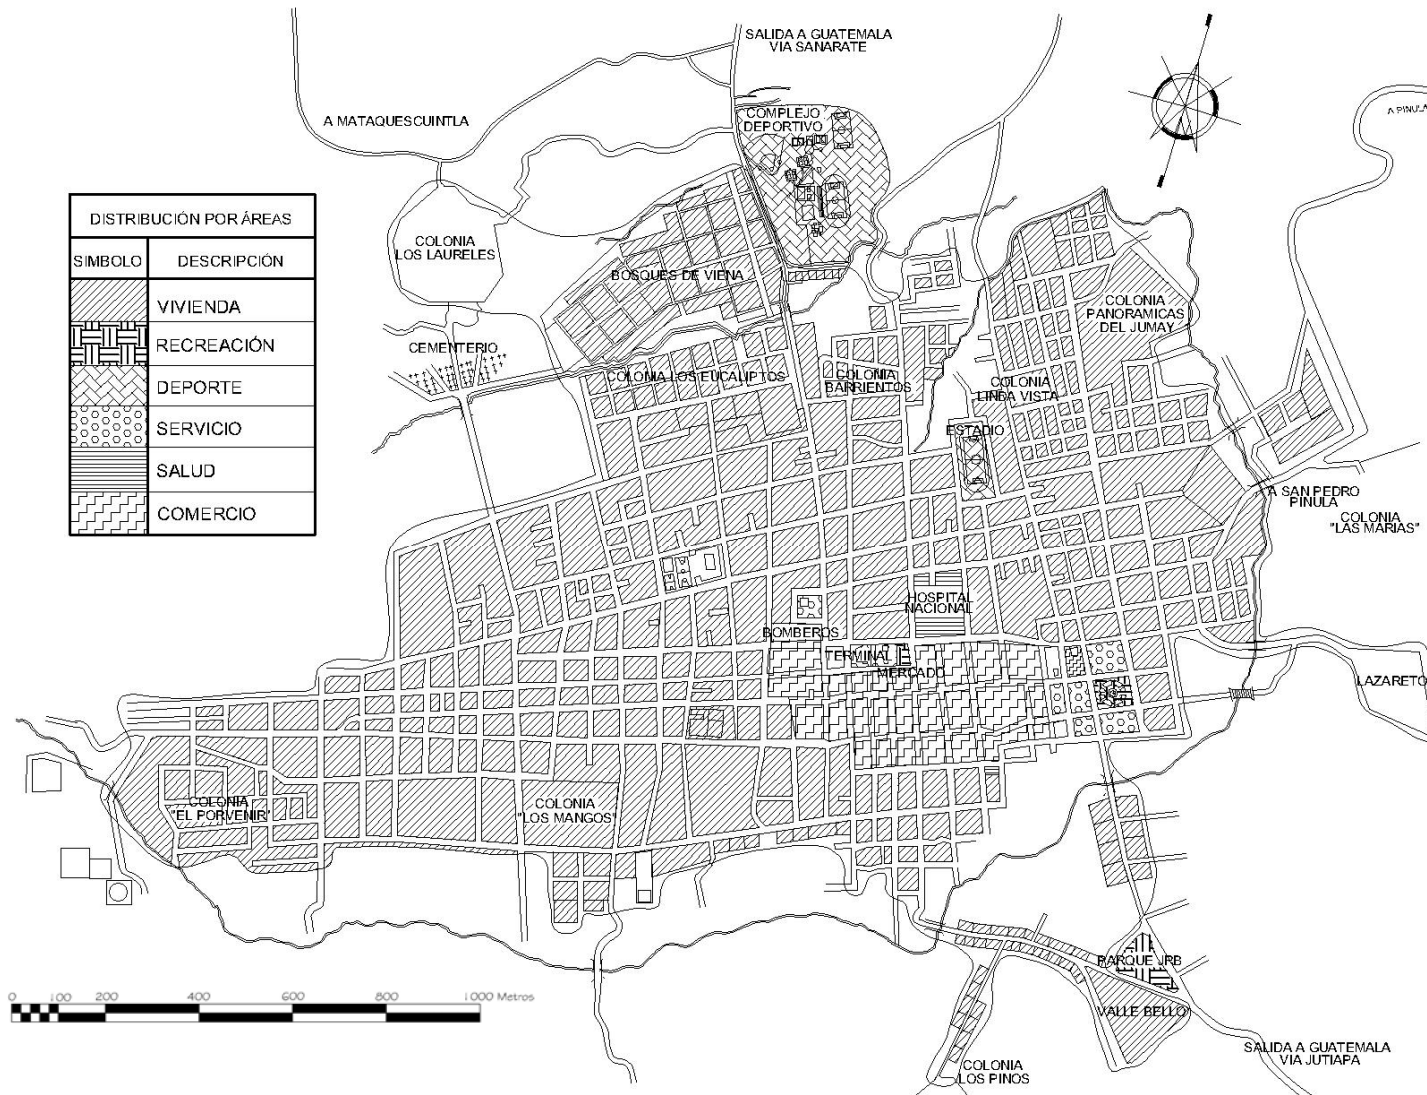 SALIDA A GUATEMALA
VIA SANARATE
A MATAQUESCUINTLA
COMPLEJO
DEPORTIVO
A PINULA
DISTRIBUCIÓN POR ÁREAS
SIMBOLO
DESCRIPCIÓN
VIVIENDA
RECREACIÓN
DEPORTE
SERVICIO
SALUD
COMERCIO
COLONIA
LOS LAURELES
BOSQUES DE VIENA
COLONIA
PANORAMICAS
DEL JUMAY
CEMENTERIO
COLONIA LOS EUCALIPTOS
COLONIA
BARRIENTOS
COLONIA
LINDA VISTA
ESTADIO
A SAN PEDRO
PINULA
COLONIA
"LAS MARIAS"
HOSPITAL
NACIONAL
BOMBEROS
TERMINAL
MERCADO
LAZARETO
COLONIA
"EL PORVENIR"
COLONIA
"LOS MANGOS"
PARQUE JRB
VALLE BELLO
0 100 200 400 600 800 1000 Metros
SALIDA A GUATEMALA
VIA JUTIAPA
COLONIA
LOS PINOS